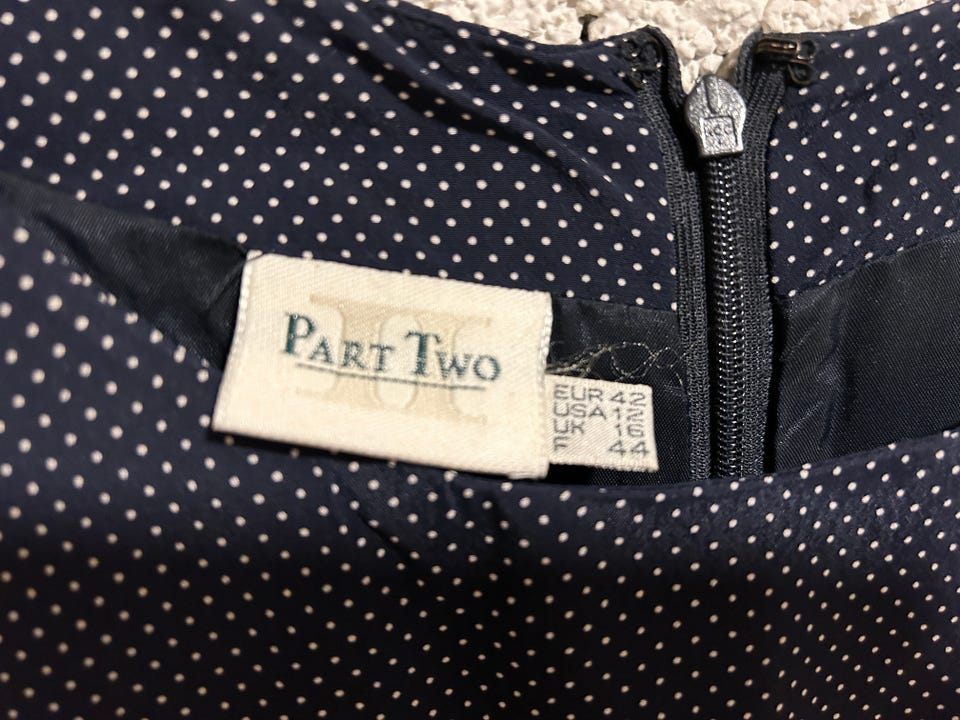 PART TWO
EUR 42
USA 12
UK 16
F 44